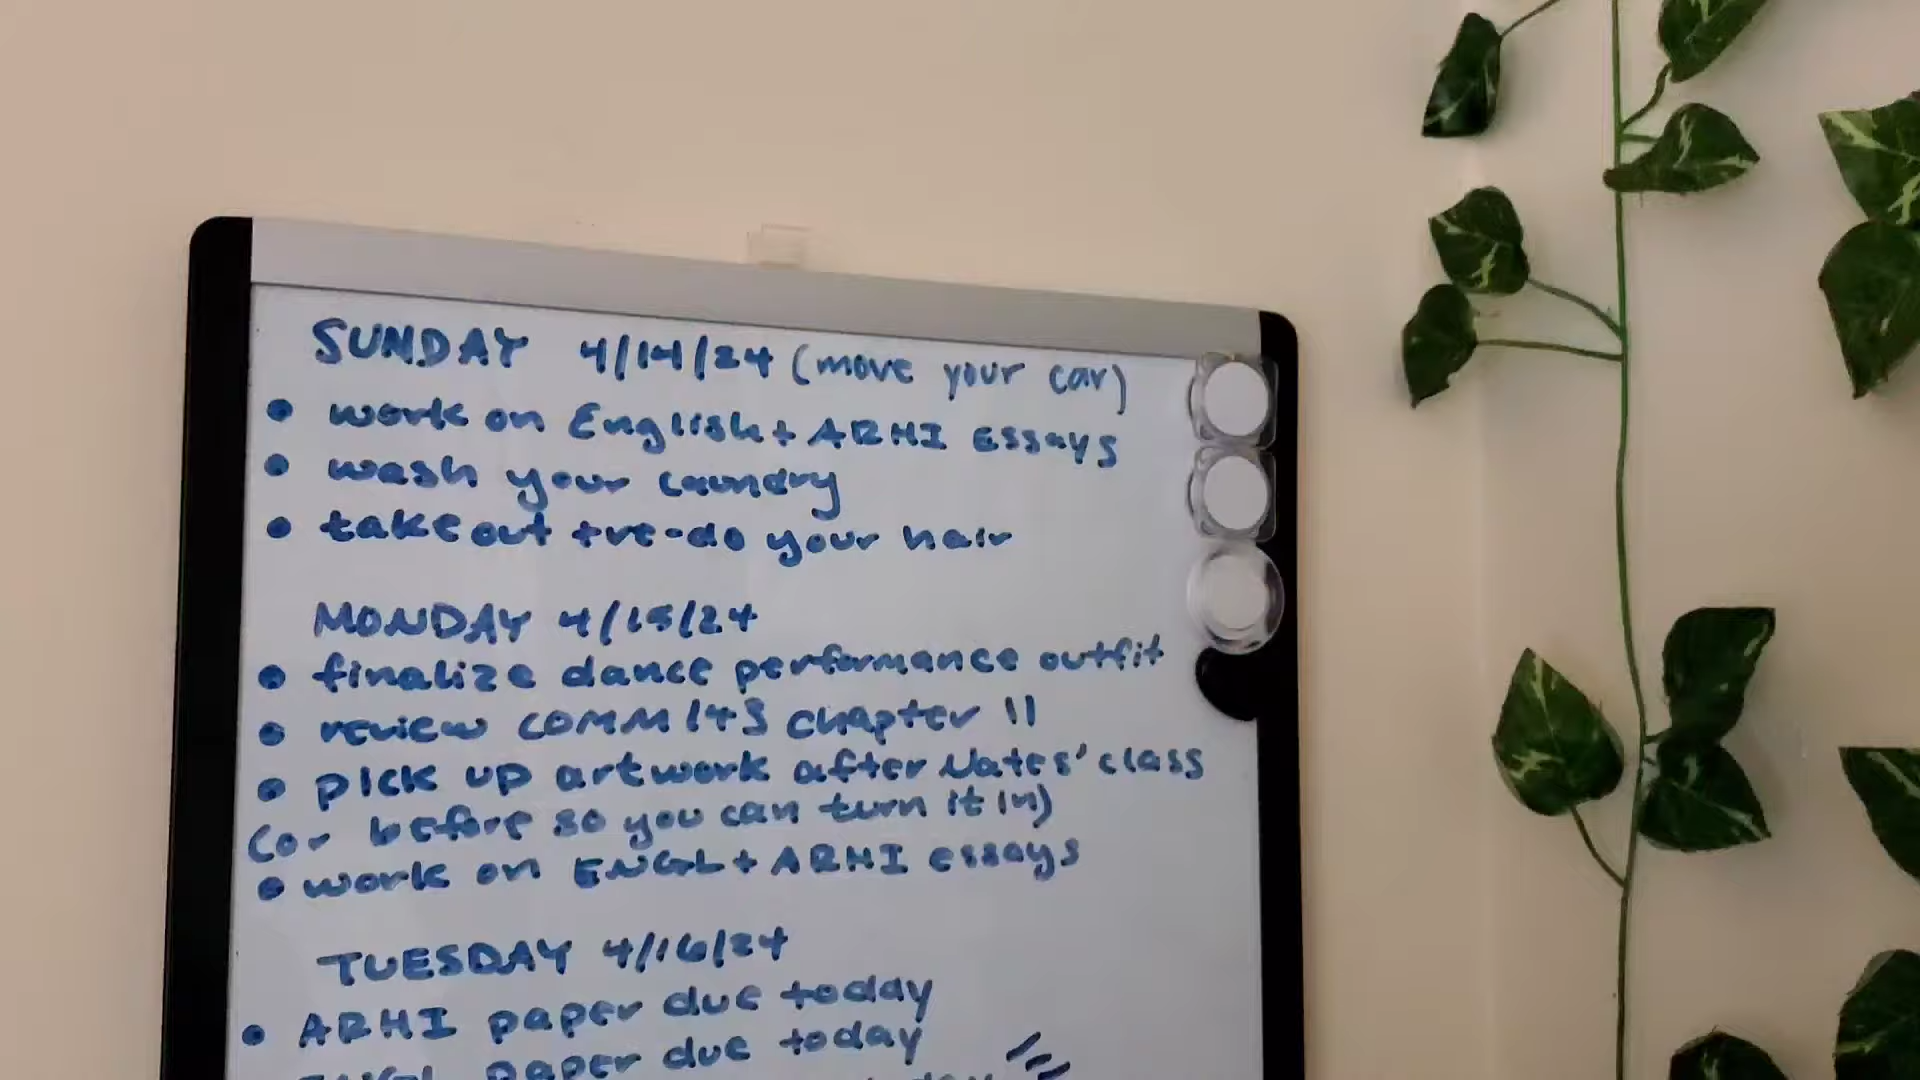 SUNDAY 4/14/24 (move your car)
• work on English + ARHI essays
• wash your laundry
• take out + re-do your hair
MONDAY 4/15/24
• finalize dance performance outfit
• review COMM 143 chapter 11
• pick up artwork after Nates' class
(or before so you can turn it in)
• work on ENGL + ARHI essays
TUESDAY 4/16/24
• ARHI paper due today
ENGL paper due today